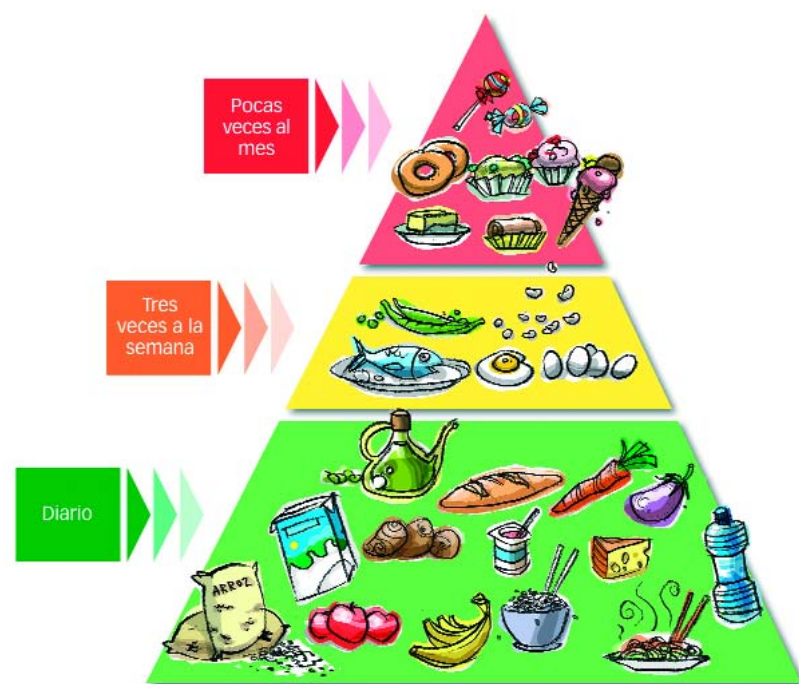 Pocas
veces al
mes
Tres
veces a la
semana
Diario
ARROZ